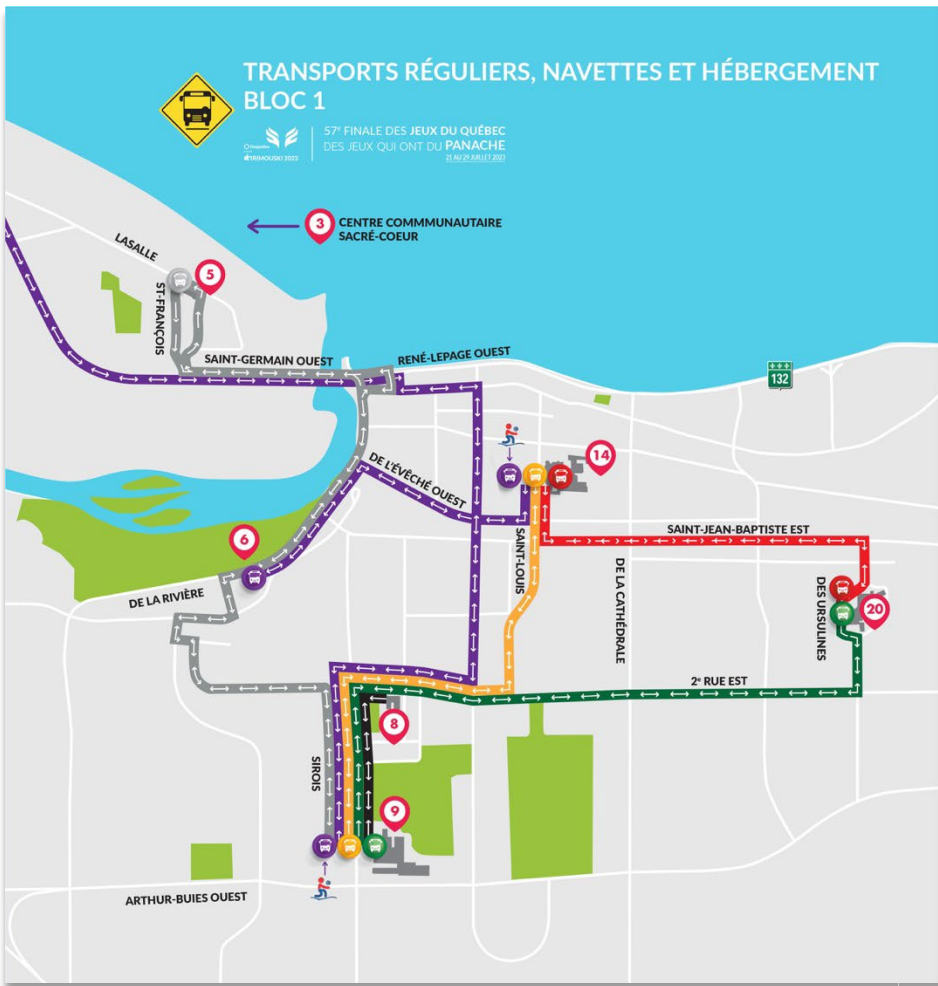 TRANSPORTS RÉGULIERS, NAVETTES ET HÉBERGEMENT
BLOC 1
57e FINALE DES JEUX DU QUÉBEC
DES JEUX QUI ONT DU PANACHE
RIMOUSKI 2023
21 AU 29 JUILLET 2023
3
CENTRE COMMMUNAUTAIRE
SACRÉ-COEUR
LASALLE
5
ST-FRANÇOIS
SAINT-GERMAIN OUEST
RENÉ-LEPAGE OUEST
132
DE L'ÉVÊCHÉ OUEST
14
SAINT-LOUIS
SAINT-JEAN-BAPTISTE EST
6
DE LA RIVIÈRE
DE LA CATHÉDRALE
DES URSULINES
20
2e RUE EST
8
SIROIS
9
ARTHUR-BUIES OUEST